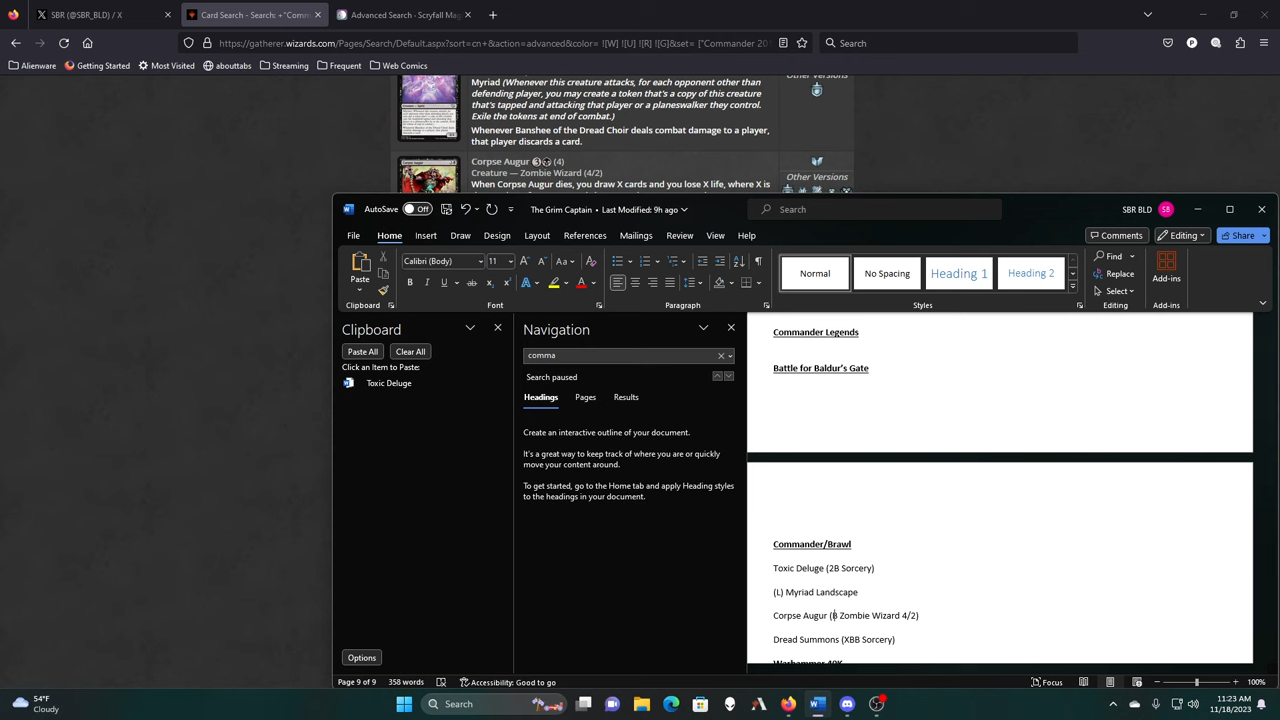 SBR (@SBR_BLD) / X
Card Search - Search: +"Comm
Advanced Search - Scryfall Mag
https://gatherer.wizards.com/Pages/Search/Default.aspx?sort=cn+&action=advanced&color= ![W] ![U] ![R] ![G]&set= ["Commander 20
Search
Alienware
Getting Started
Most Visited
abouttabs
Streaming
Frequent
Web Comics
Other Versions
Myriad (Whenever this creature attacks, for each opponent other than
defending player, you may create a token that's a copy of this creature
that's tapped and attacking that player or a planeswalker they control.
Exile the tokens at end of combat.)
Whenever Banshee of the Dread Choir deals combat damage to a player,
that player discards a card.
Corpse Augur (4)
Creature — Zombie Wizard (4/2)
Other Versions
When Corpse Augur dies, you draw X cards and you lose X life, where X is
AutoSave Off
The Grim Captain • Last Modified: 9h ago
Search
SBR BLD
SB
File
Home
Insert
Draw
Design
Layout
References
Mailings
Review
View
Help
Comments
Editing
Share
Paste
Calibri (Body)
11
Normal
No Spacing
Heading 1
Heading 2
Find
Replace
Select
Add-ins
Clipboard
Font
Paragraph
Styles
Editing
Add-ins
Clipboard
Paste All
Clear All
Click an Item to Paste:
Toxic Deluge
Options
Navigation
comma
Search paused
Headings
Pages
Results
Create an interactive outline of your document.
It's a great way to keep track of where you are or quickly
move your content around.
To get started, go to the Home tab and apply Heading styles
to the headings in your document.
Commander Legends
Battle for Baldur's Gate
Commander/Brawl
Toxic Deluge (2B Sorcery)
(L) Myriad Landscape
Corpse Augur (B Zombie Wizard 4/2)
Dread Summons (XBB Sorcery)
Warhammer 40K
Page 9 of 9
358 words
Accessibility: Good to go
Focus
100%
54°F
Cloudy
Search
11:23 AM
11/18/2023